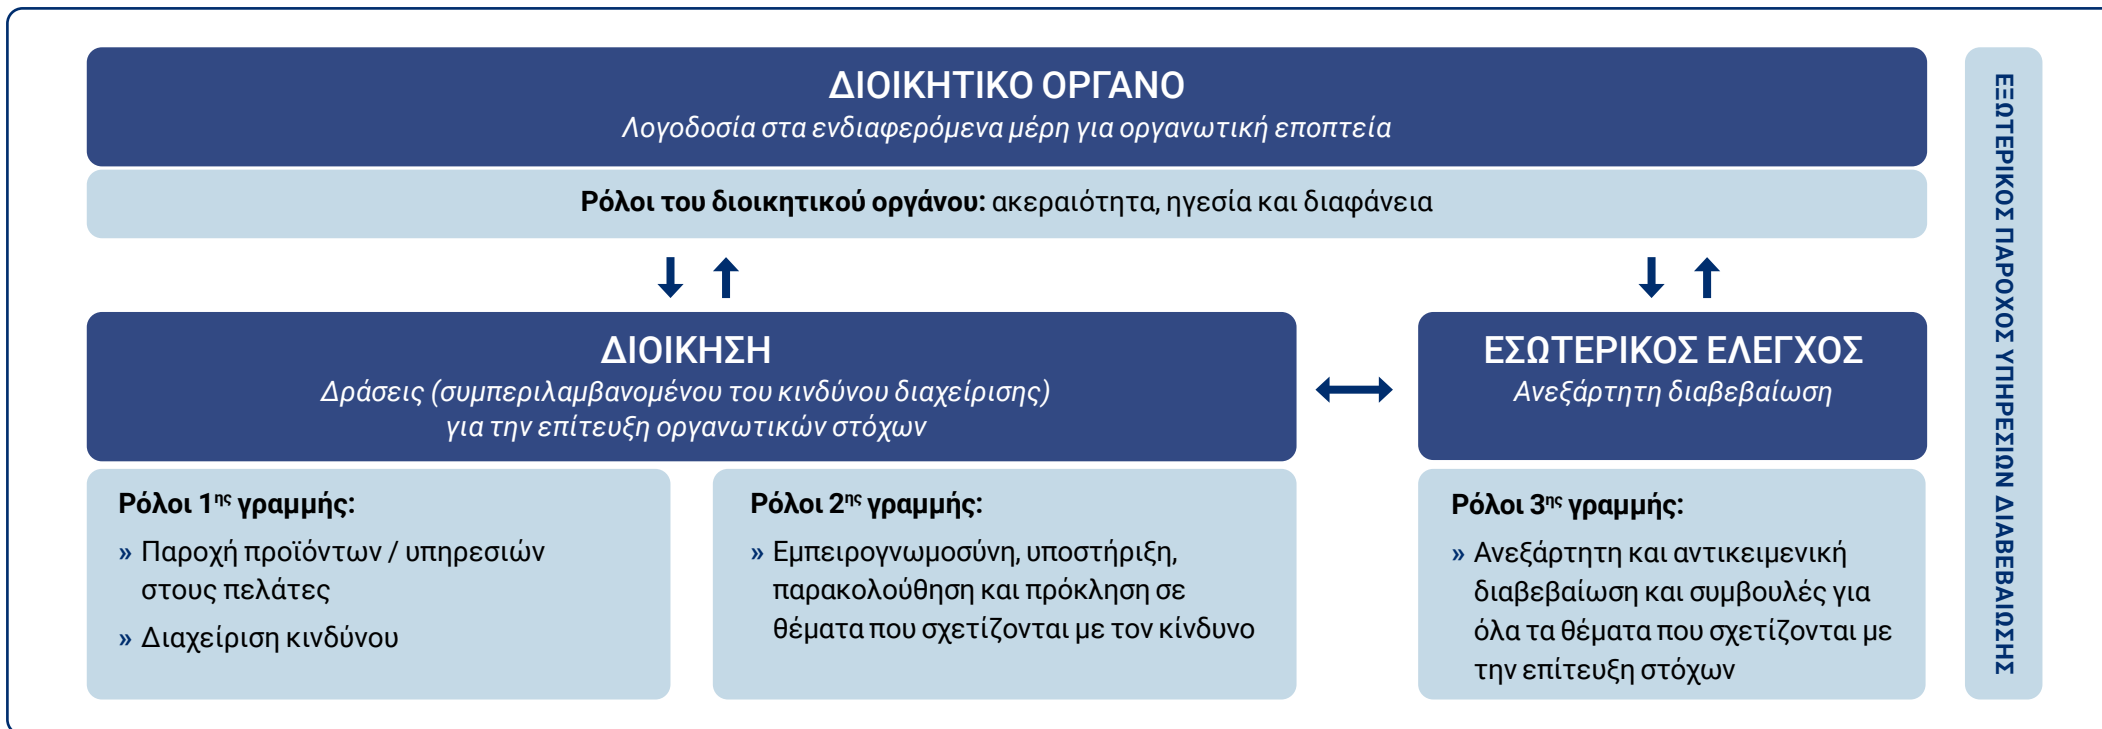 ΔΙΟΙΚΗΤΙΚΟ ΟΡΓΑΝΟ
Λογοδοσία στα ενδιαφερόμενα μέρη για οργανωτική εποπτεία
Ρόλοι του διοικητικού οργάνου: ακεραιότητα, ηγεσία και διαφάνεια
ΔΙΟΙΚΗΣΗ
Δράσεις (συμπεριλαμβανομένου του κινδύνου διαχείρισης)
για την επίτευξη οργανωτικών στόχων
Ρόλοι 1ης γραμμής:
» Παροχή προϊόντων / υπηρεσιών
στους πελάτες
» Διαχείριση κινδύνου
Ρόλοι 2ης γραμμής:
» Εμπειρογνωμοσύνη, υποστήριξη,
παρακολούθηση και πρόκληση σε
θέματα που σχετίζονται με τον κίνδυνο
ΕΣΩΤΕΡΙΚΟΣ ΕΛΕΓΧΟΣ
Ανεξάρτητη διαβεβαίωση
Ρόλοι 3ης γραμμής:
» Ανεξάρτητη και αντικειμενική
διαβεβαίωση και συμβουλές για
όλα τα θέματα που σχετίζονται με
την επίτευξη στόχων
ΕΞΩΤΕΡΙΚΟΣ ΠΑΡΟΧΟΣ ΥΠΗΡΕΣΙΩΝ ΔΙΑΒΕΒΑΙΩΣΗΣ